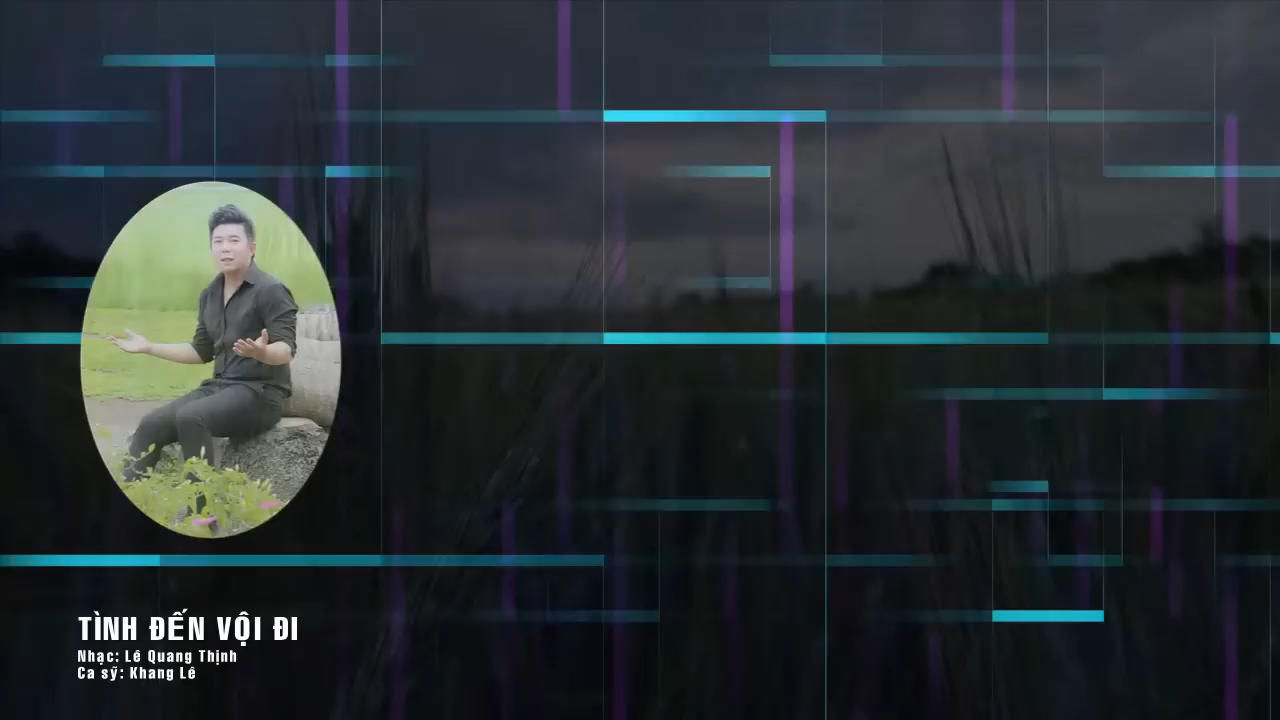 TÌNH ĐẾN VỘI ĐI
Nhạc: Lê Quang Thịnh
Ca sỹ: Khang Lê